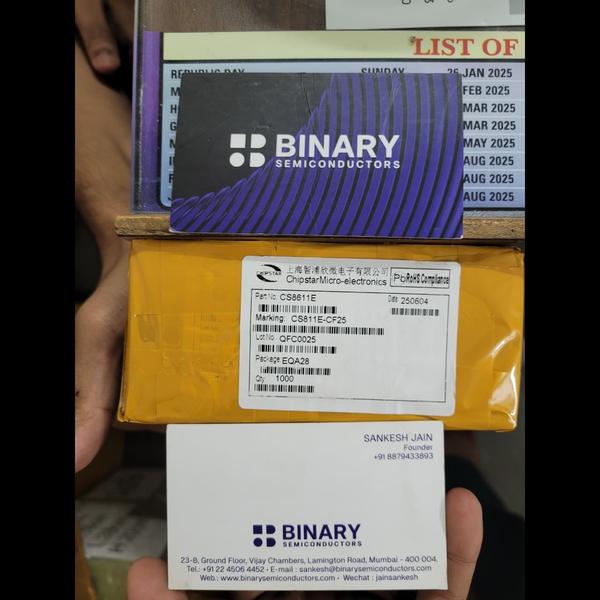 LIST OF
REPUBLIC DAY SUNDAY 26 JAN 2025
FEB 2025
MAR 2025
MAR 2025
MAY 2025
AUG 2025
AUG 2025
AUG 2025
BINARY
SEMICONDUCTORS
CHIPSTAR
上海智浦欣微电子有限公司
ChipstarMicro-electronics
Pb RoHS Compliance
Part No: CS8611E
Date 250604
Marking: CS811E-CF25
Lot No: QFC0025
Package: EQA28
Qty 1000
SANKESH JAIN
Founder
+91 8879433893
BINARY
SEMICONDUCTORS
23-B, Ground Floor, Vijay Chambers, Lamington Road, Mumbai - 400 004.
Tel.: +91 22 4506 4452 • E-mail : sankesh@binarysemiconductors.com
Web.: www.binarysemiconductors.com • Wechat : jainsankesh